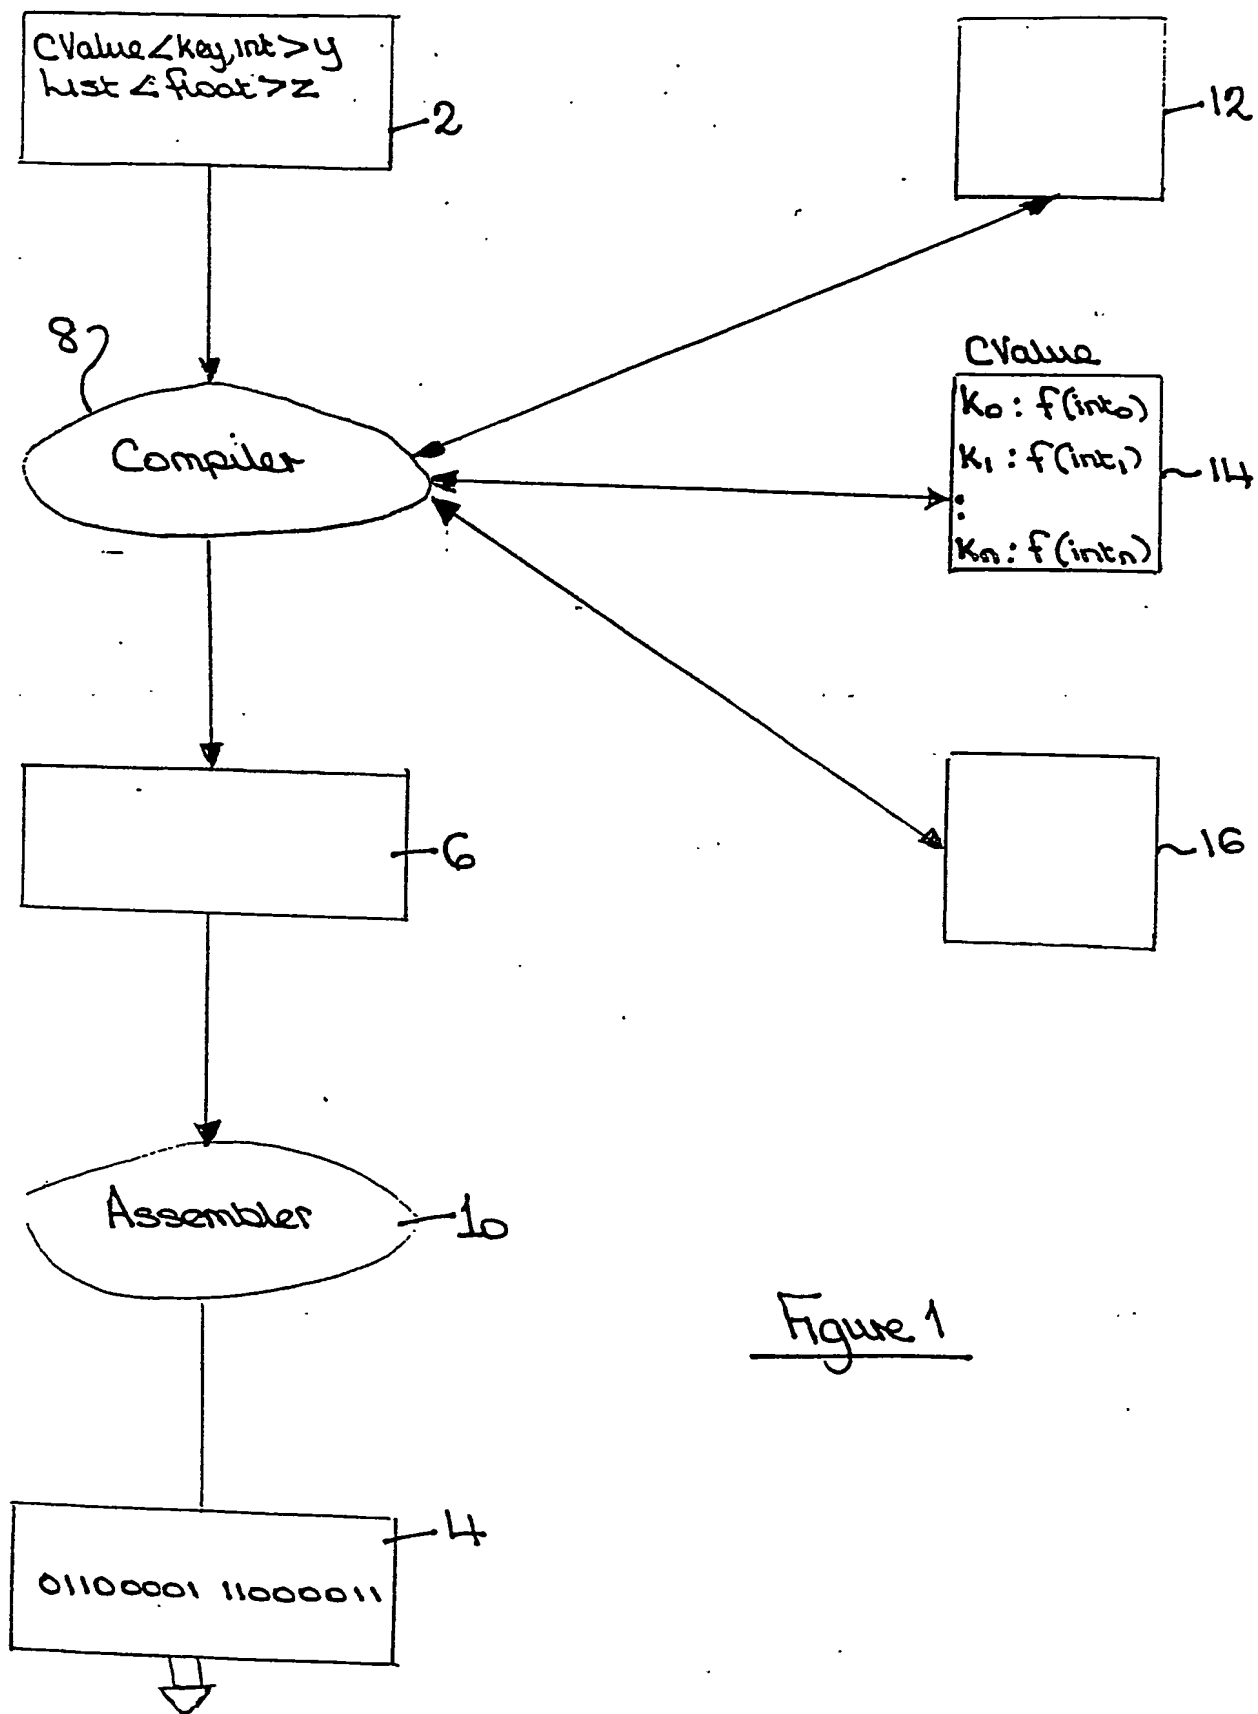 CValue<key,int>y
List<float>z
2
12
8
Compiler
CValue
K₀ : f(int₀)
K₁ : f(int₁)
:
Kₙ : f(intₙ)
14
6
16
Assembler
10
Figure 1
4
01100001 11000011